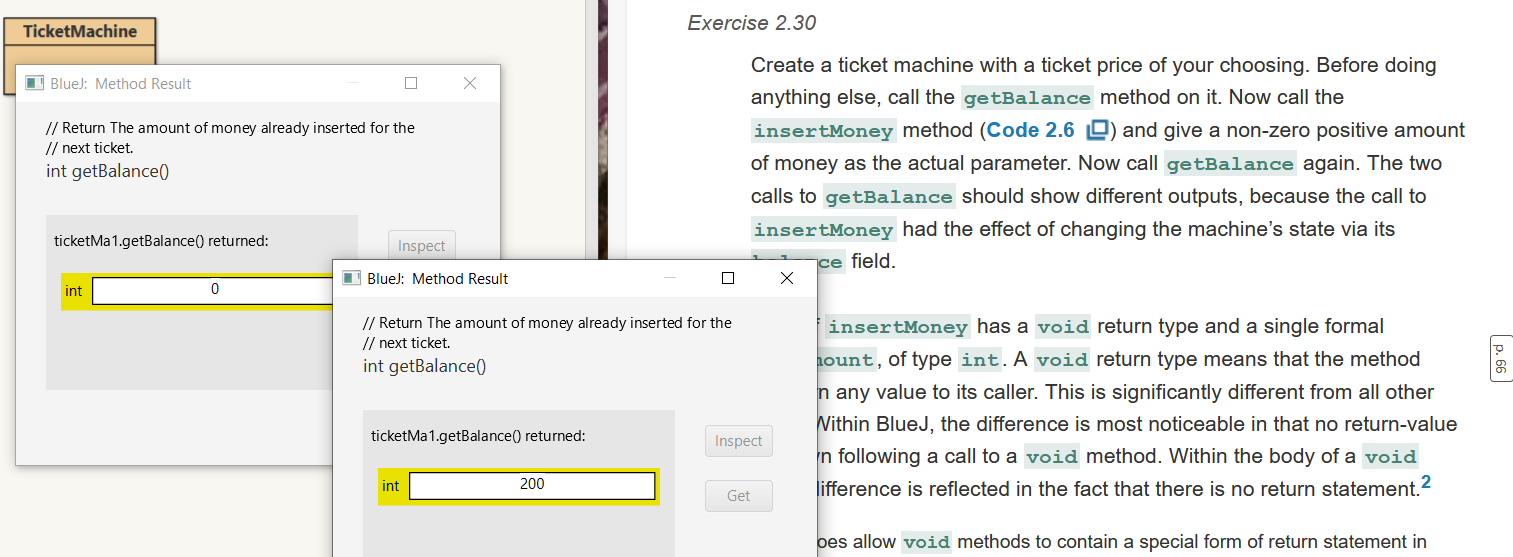 TicketMachine
BlueJ: Method Result
// Return The amount of money already inserted for the
// next ticket.
int getBalance()
ticketMa1.getBalance() returned:
Inspect
int 0
BlueJ: Method Result
// Return The amount of money already inserted for the
// next ticket.
int getBalance()
ticketMa1.getBalance() returned:
Inspect
int 200
Get
Exercise 2.30
Create a ticket machine with a ticket price of your choosing. Before doing
anything else, call the getBalance method on it. Now call the
insertMoney method (Code 2.6 ) and give a non-zero positive amount
of money as the actual parameter. Now call getBalance again. The two
calls to getBalance should show different outputs, because the call to
insertMoney had the effect of changing the machine's state via its
balance field.
insertMoney has a void return type and a single formal
, of type int. A void return type means that the method
any value to its caller. This is significantly different from all other
Within BlueJ, the difference is most noticeable in that no return-value
following a call to a void method. Within the body of a void
difference is reflected in the fact that there is no return statement.2
allow void methods to contain a special form of return statement in
p. 66